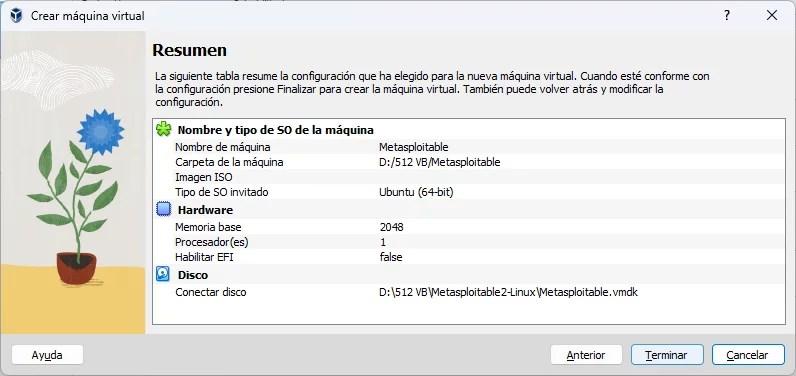 Crear máquina virtual
?
Resumen
La siguiente tabla resume la configuración que ha elegido para la nueva máquina virtual. Cuando esté conforme con
la configuración presione Finalizar para crear la máquina virtual. También puede volver atrás y modificar la
configuración.
Nombre y tipo de SO de la máquina
Nombre de máquina Metasploitable
Carpeta de la máquina D:/512 VB/Metasploitable
Imagen ISO
Tipo de SO invitado Ubuntu (64-bit)
Hardware
Memoria base 2048
Procesador(es) 1
Habilitar EFI false
Disco
Conectar disco D:\512 VB\Metasploitable2-Linux\Metasploitable.vmdk
Ayuda Anterior Terminar Cancelar